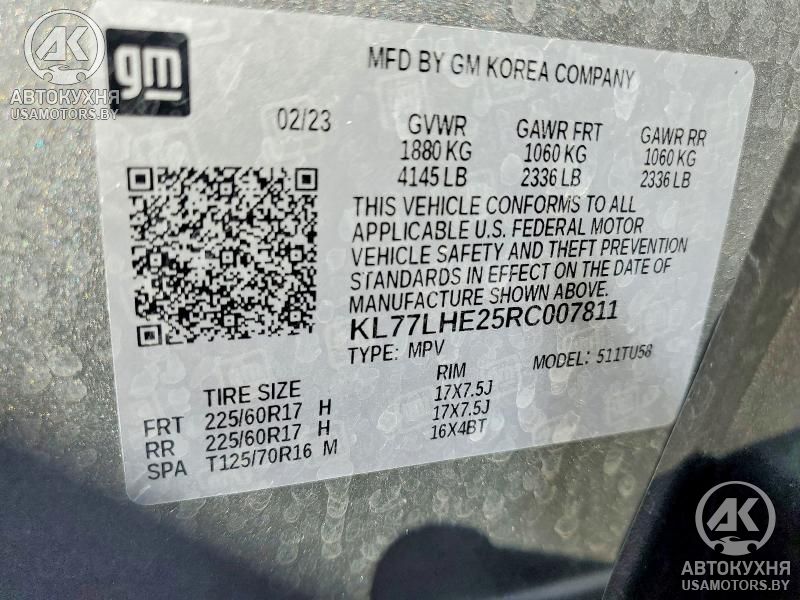 AK
АВТОКУХНЯ
USAMOTORS.BY
gm
MFD BY GM KOREA COMPANY
02/23 GVWR GAWR FRT GAWR RR
1880 KG 1060 KG 1060 KG
4145 LB 2336 LB 2336 LB
THIS VEHICLE CONFORMS TO ALL
APPLICABLE U.S. FEDERAL MOTOR
VEHICLE SAFETY AND THEFT PREVENTION
STANDARDS IN EFFECT ON THE DATE OF
MANUFACTURE SHOWN ABOVE.
KL77LHE25RC007811
TYPE: MPV MODEL: 511TU58
TIRE SIZE RIM
FRT 225/60R17 H 17X7.5J
RR 225/60R17 H 17X7.5J
SPA T125/70R16 M 16X4BT
AK
АВТОКУХНЯ
USAMOTORS.BY